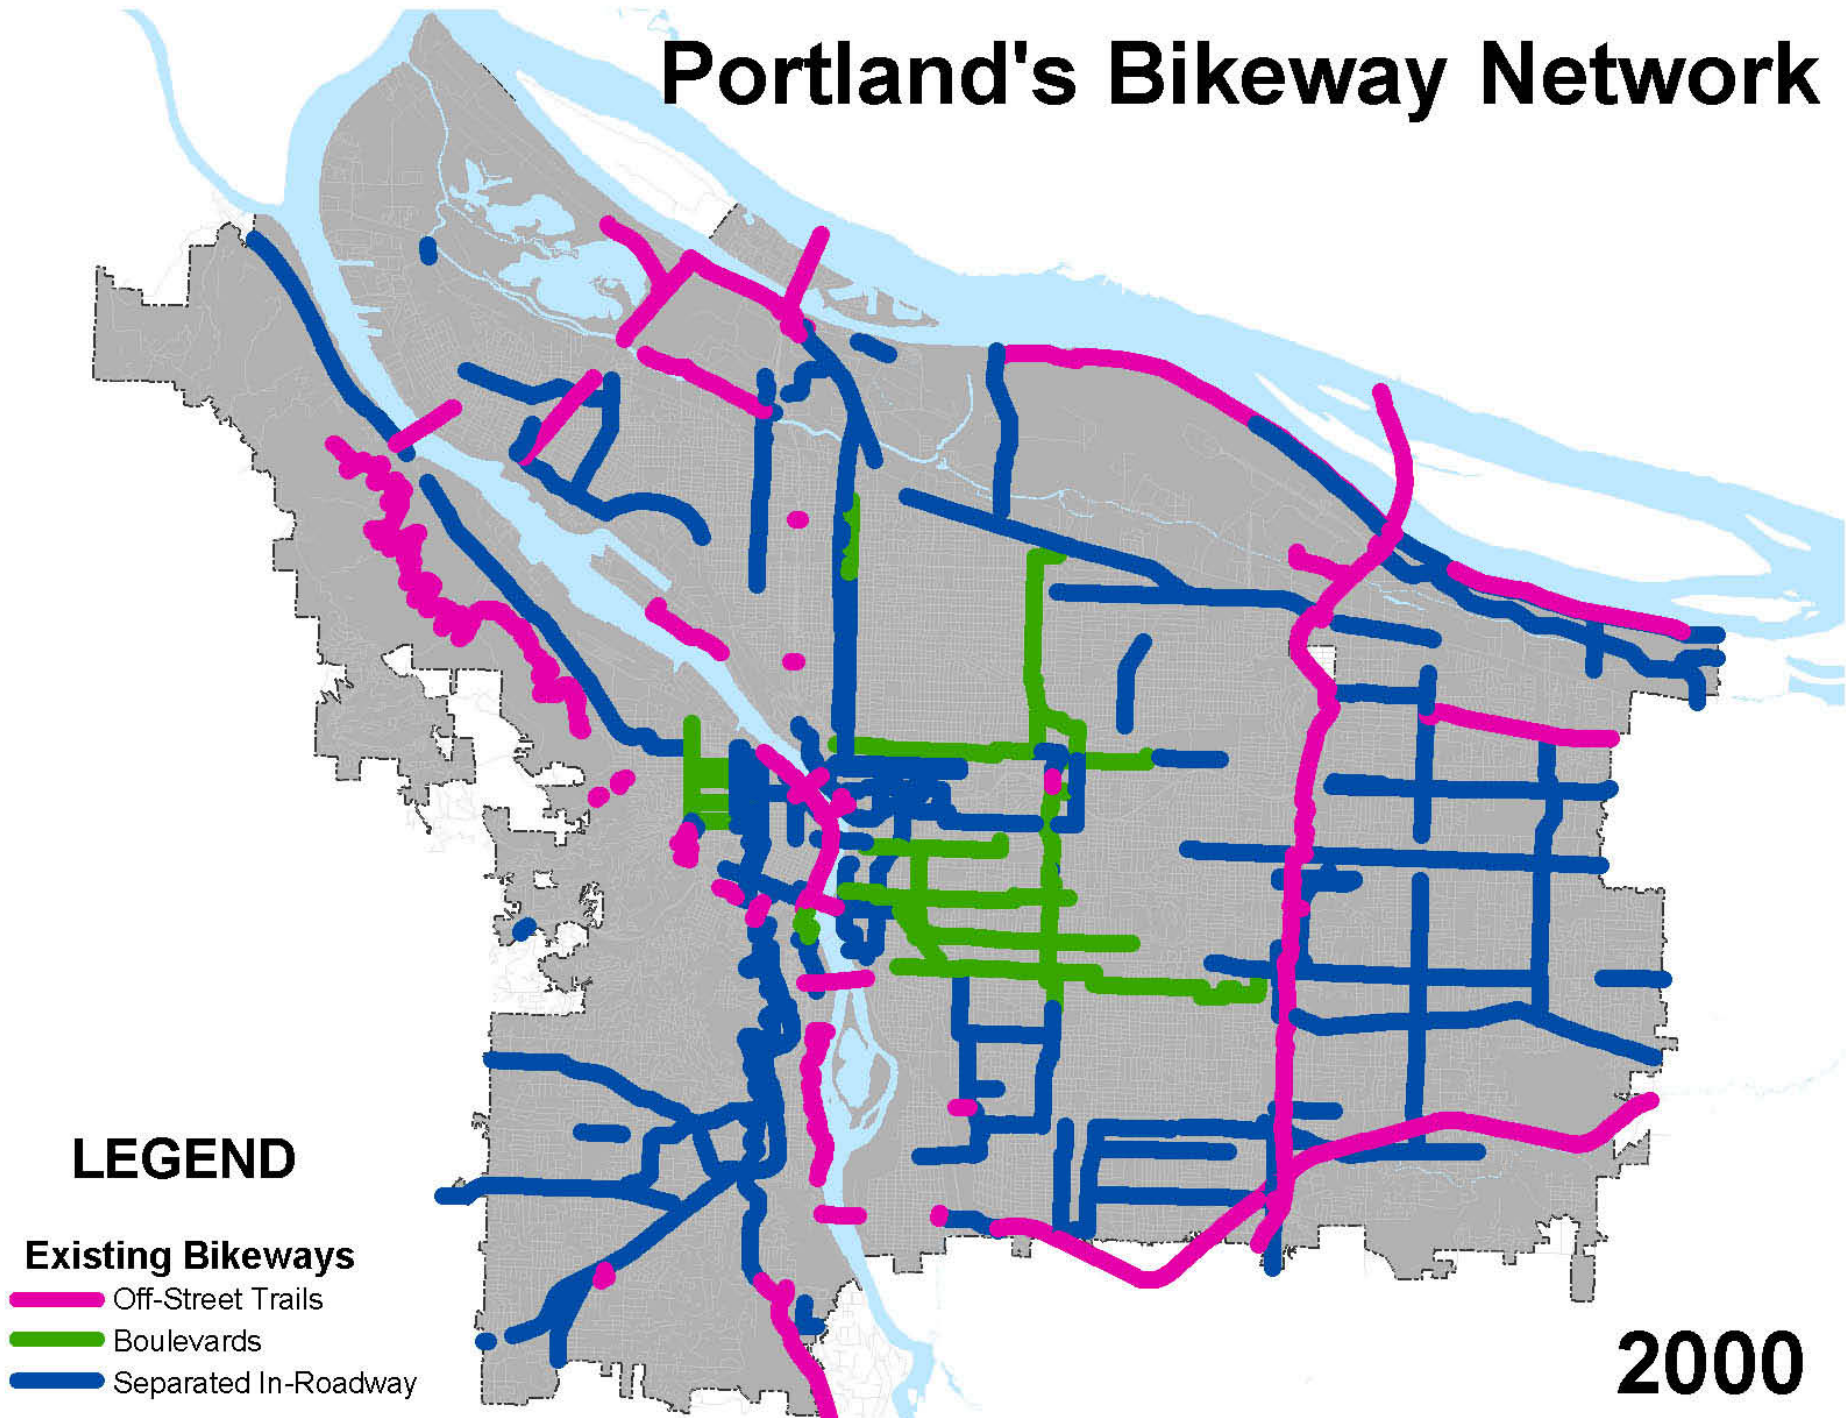 Portland's Bikeway Network
LEGEND
Existing Bikeways
Off-Street Trails
Boulevards
Separated In-Roadway
2000